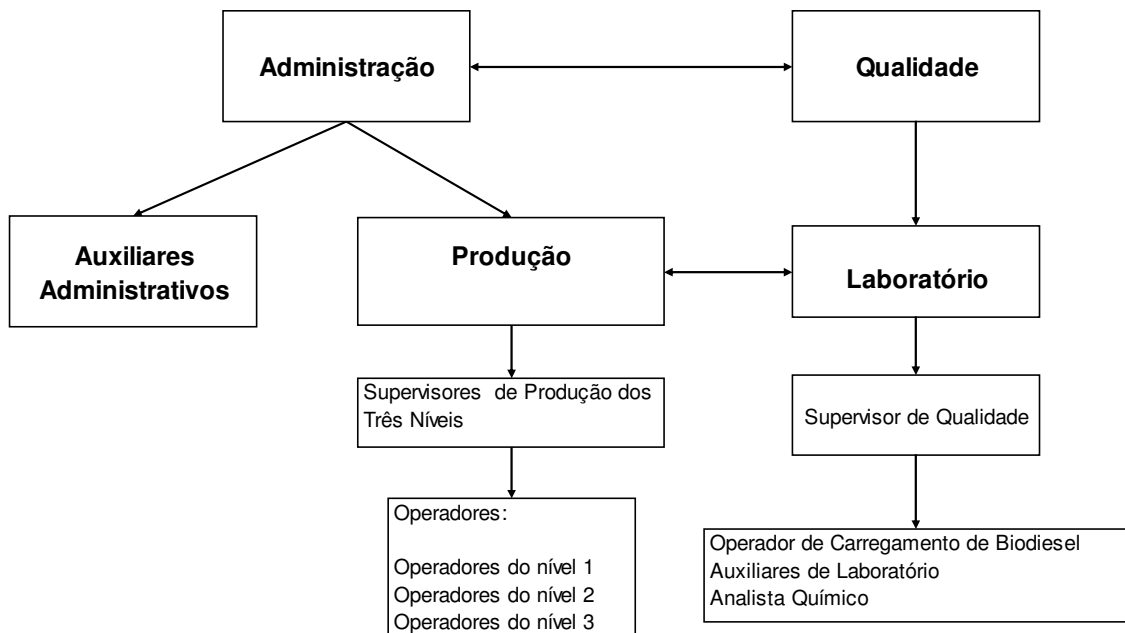 Administração
Qualidade
Auxiliares
Administrativos
Produção
Laboratório
Supervisores de Produção dos
Três Níveis
Supervisor de Qualidade
Operadores:
Operadores do nível 1
Operadores do nível 2
Operadores do nível 3
Operador de Carregamento de Biodiesel
Auxiliares de Laboratório
Analista Químico